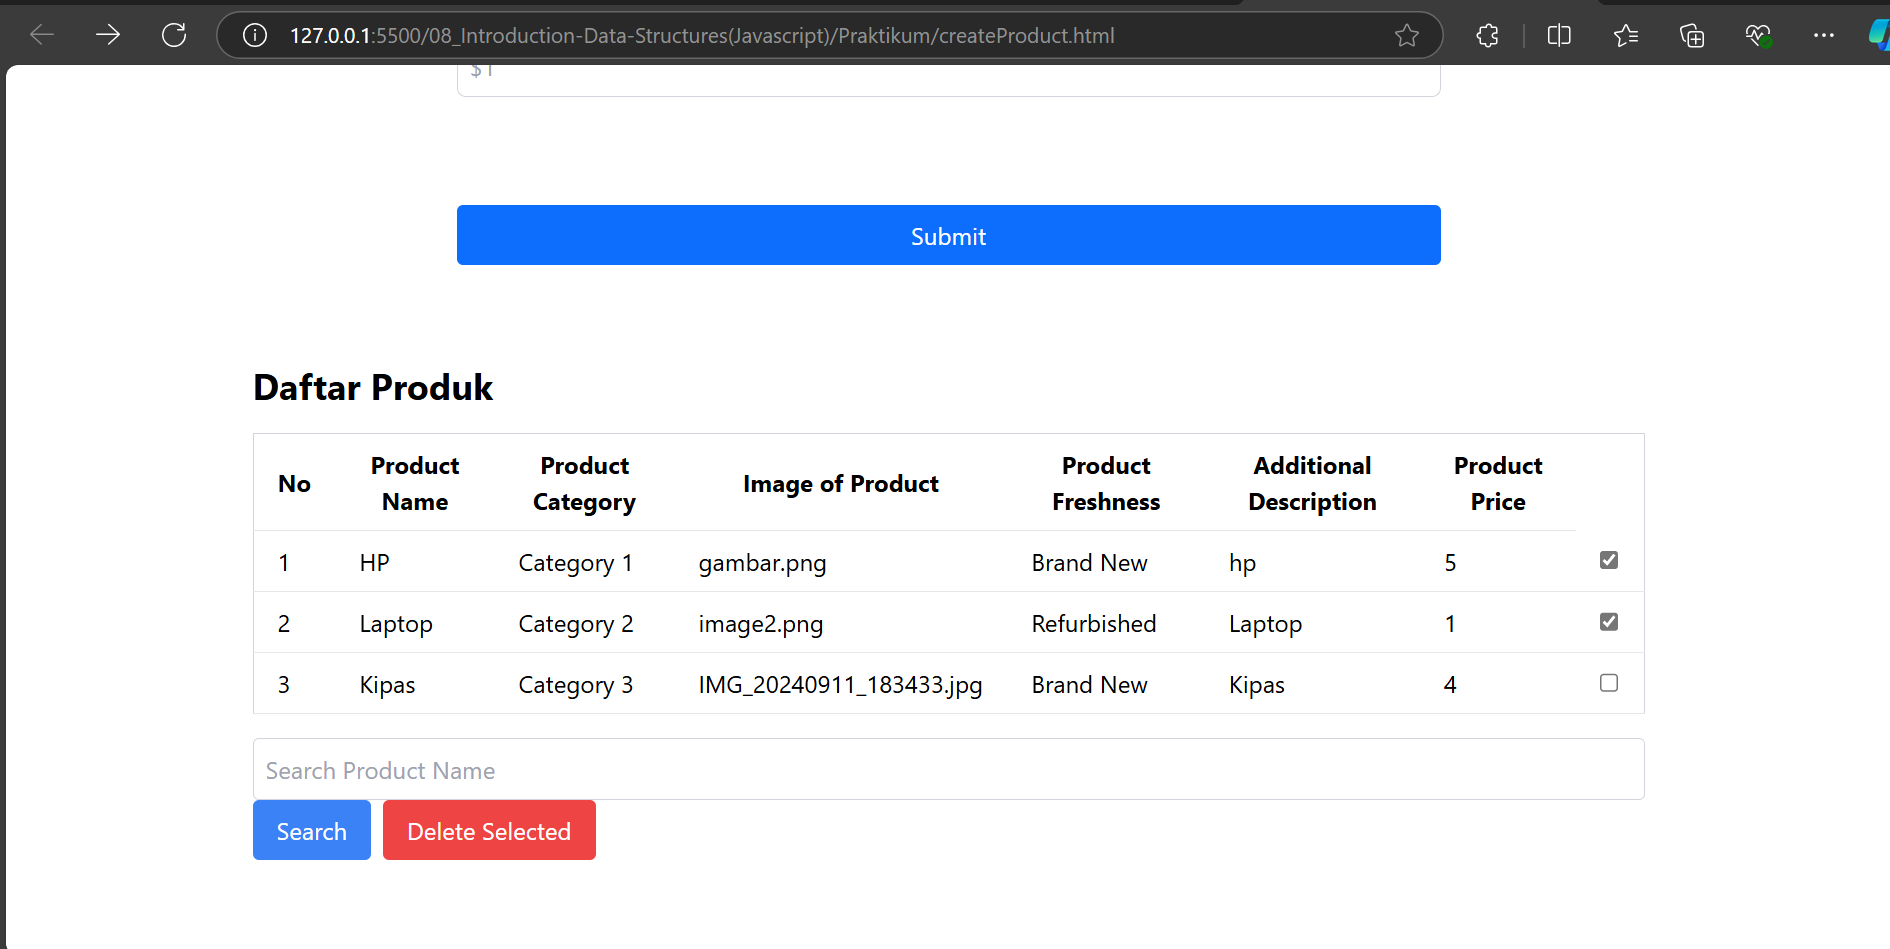 127.0.0.1:5500/08_Introduction-Data-Structures(Javascript)/Praktikum/createProduct.html
Submit
Daftar Produk
No Product Name Product Category Image of Product Product Freshness Additional Description Product Price
1 HP Category 1 gambar.png Brand New hp 5
2 Laptop Category 2 image2.png Refurbished Laptop 1
3 Kipas Category 3 IMG_20240911_183433.jpg Brand New Kipas 4
Search Product Name
Search Delete Selected